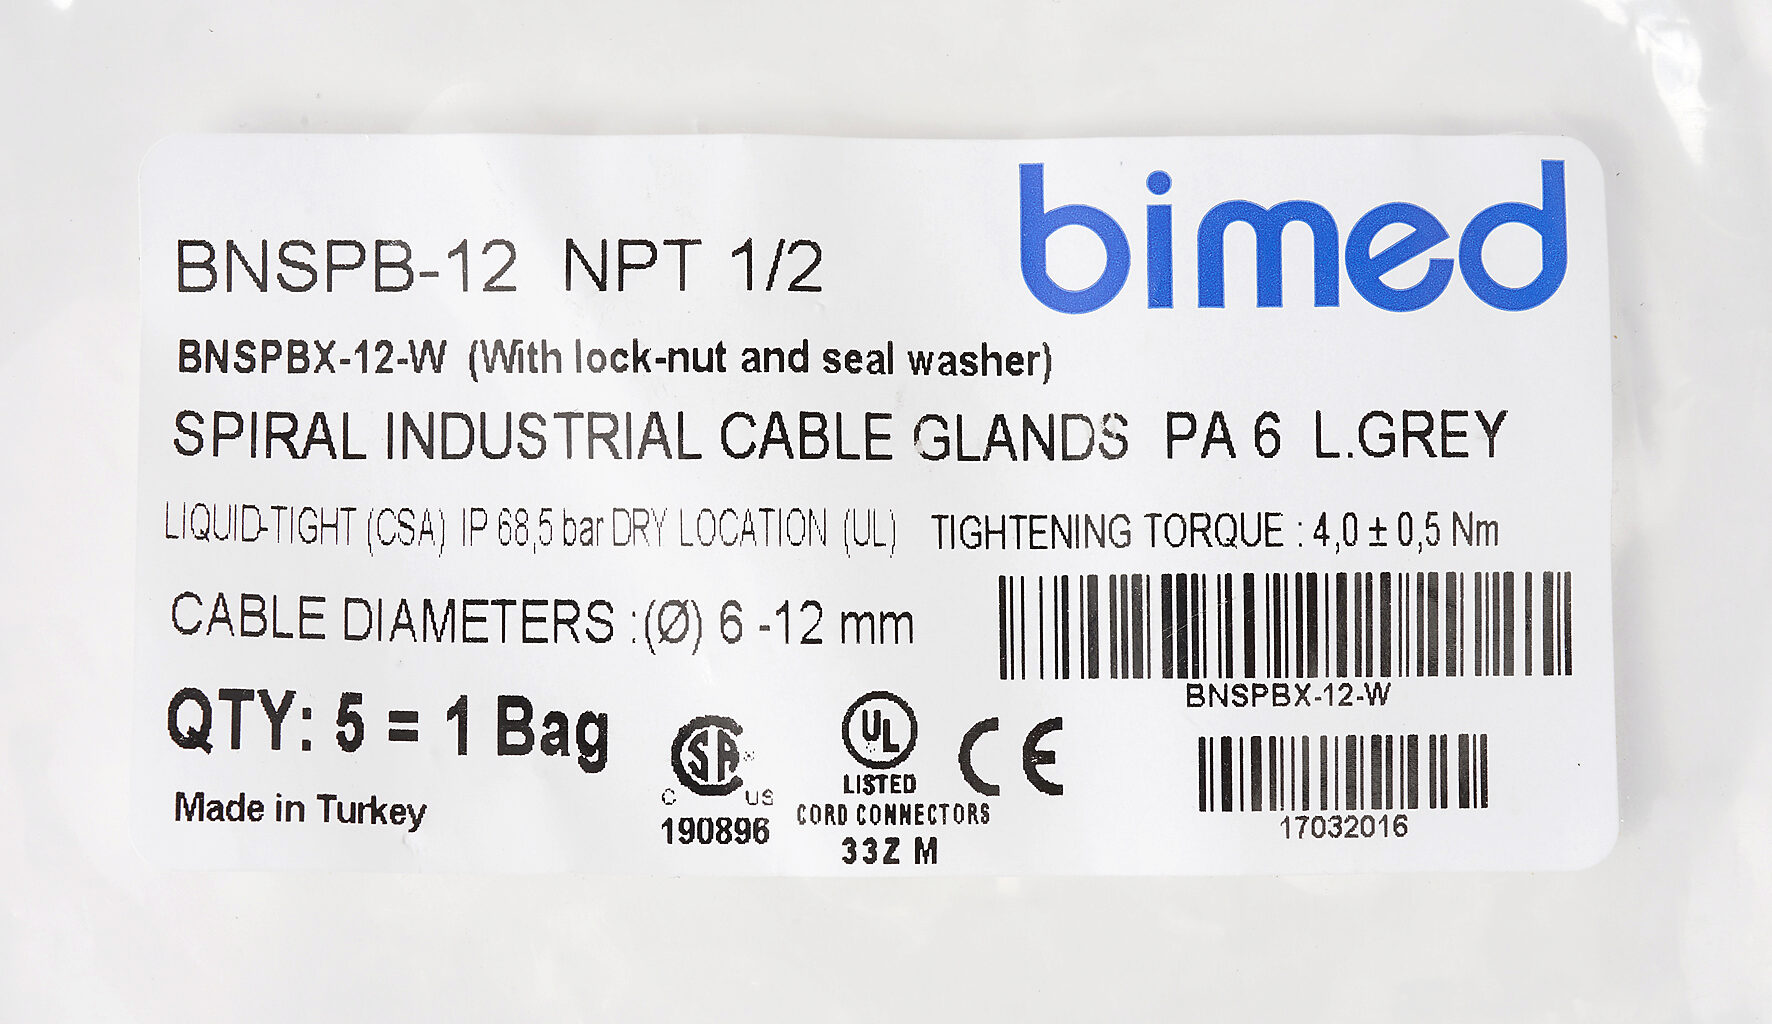 bimed
BNSPB-12 NPT 1/2
BNSPBX-12-W (With lock-nut and seal washer)
SPIRAL INDUSTRIAL CABLE GLANDS PA 6 L.GREY
LIQUID-TIGHT (CSA) IP 68,5 bar DRY LOCATION (UL) TIGHTENING TORQUE : 4,0 ± 0,5 Nm
CABLE DIAMETERS :(Ø) 6 -12 mm
BNSPBX-12-W
QTY: 5 = 1 Bag
Made in Turkey
CSA
C US
190896
UL
LISTED
CORD CONNECTORS
33Z M
CE
17032016